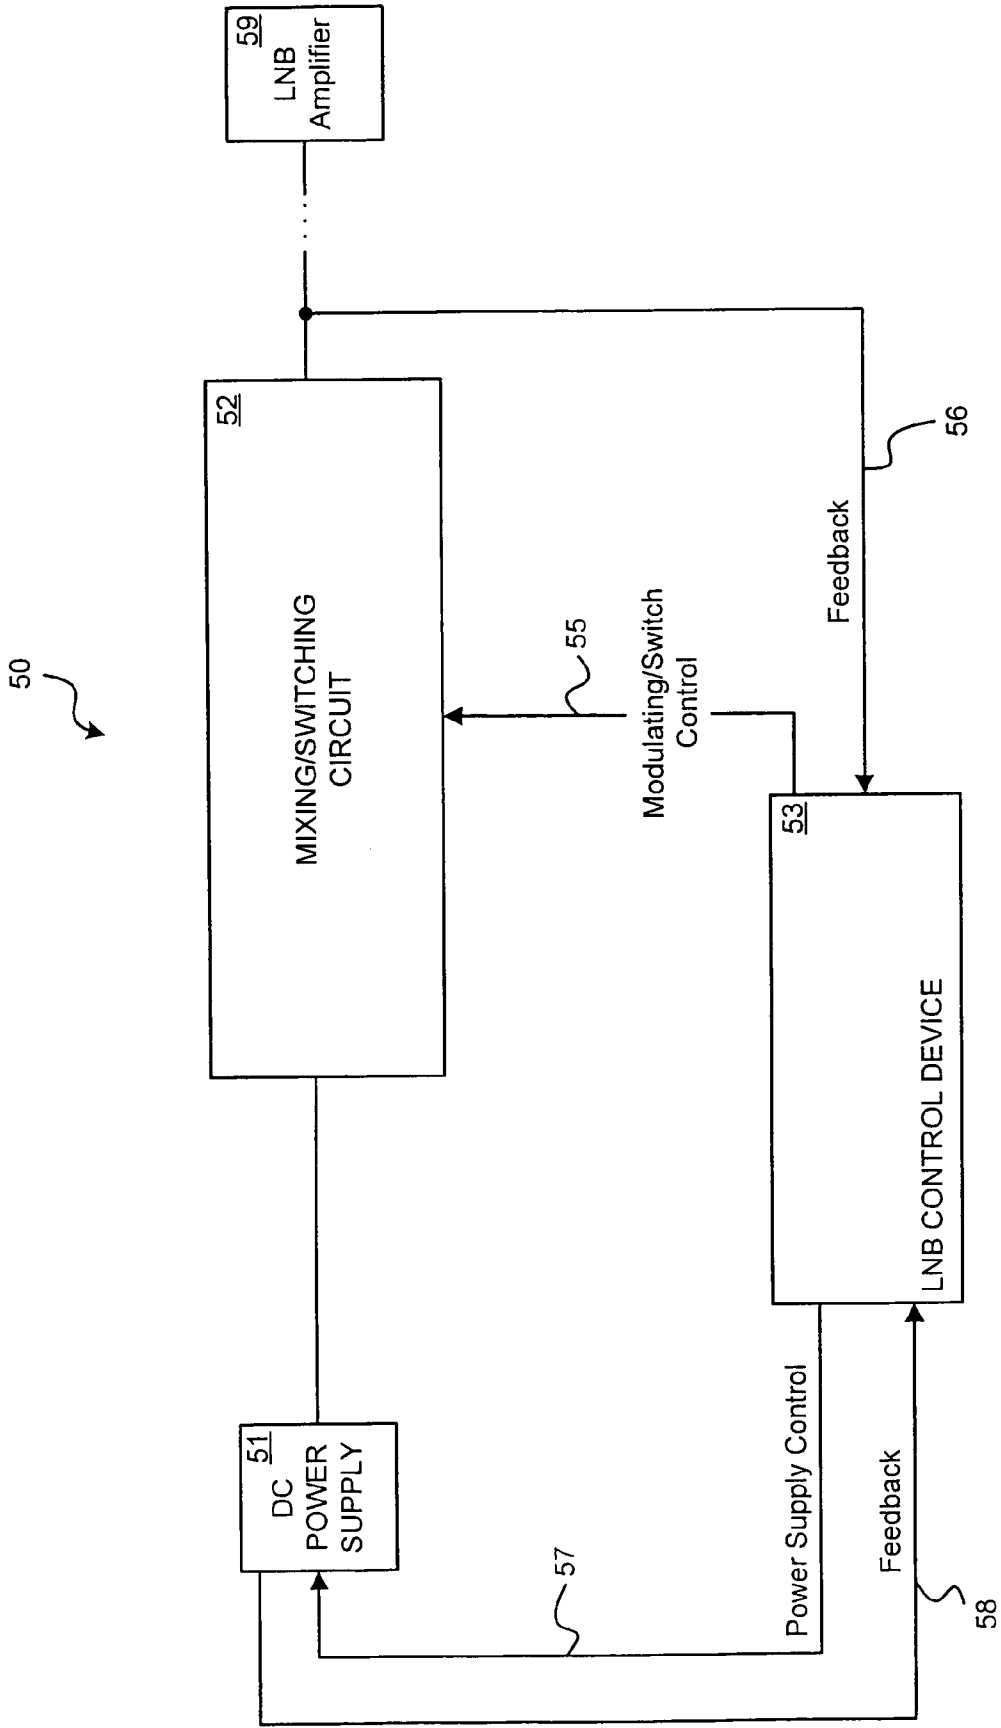 50
51
DC
POWER
SUPPLY
52
MIXING/SWITCHING
CIRCUIT
59
LNB
Amplifier
57
55
Modulating/Switch
Control
Power Supply Control
53
LNB CONTROL DEVICE
Feedback
56
Feedback
58